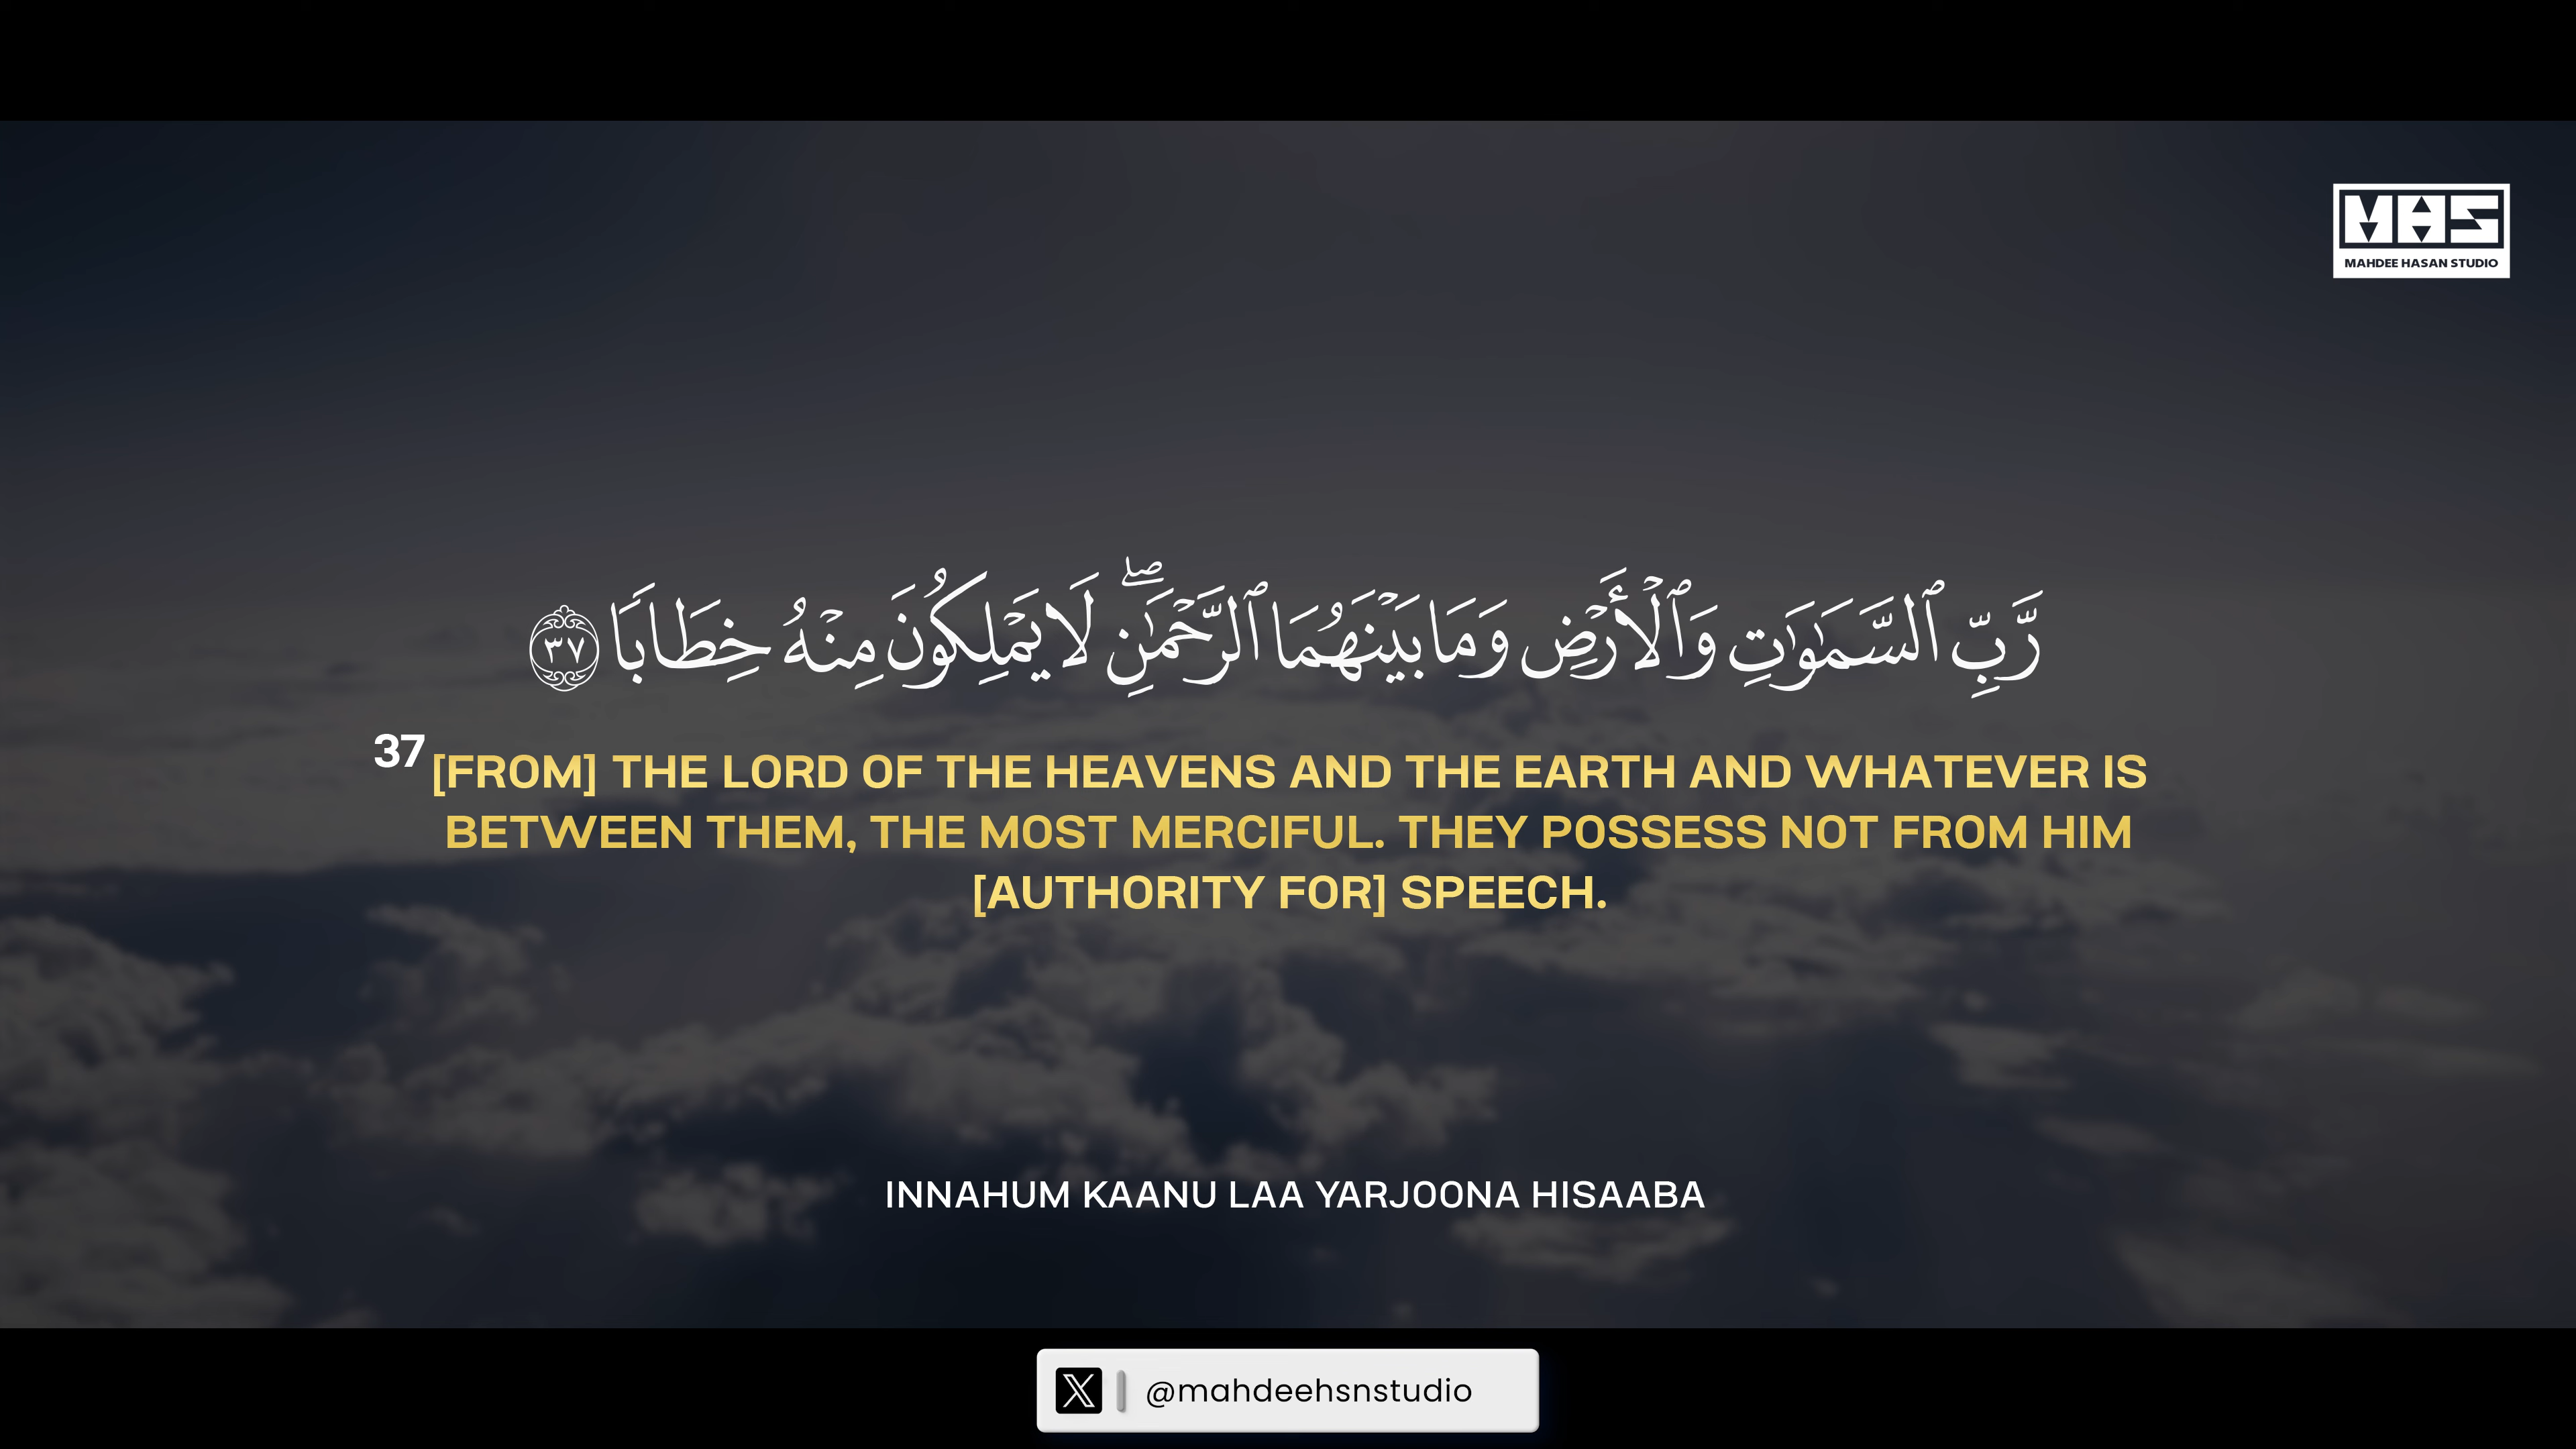 MHS
MAHDEE HASAN STUDIO
رَّبِّ ٱلسَّمَٰوَٰتِ وَٱلْأَرْضِ وَمَا بَيْنَهُمَا ٱلرَّحْمَٰنِ ۖ لَا يَمْلِكُونَ مِنْهُ خِطَابًا ٣٧
37 [FROM] THE LORD OF THE HEAVENS AND THE EARTH AND WHATEVER IS
BETWEEN THEM, THE MOST MERCIFUL. THEY POSSESS NOT FROM HIM
[AUTHORITY FOR] SPEECH.
INNAHUM KAANU LAA YARJOONA HISAABA
X | @mahdeehsnstudio